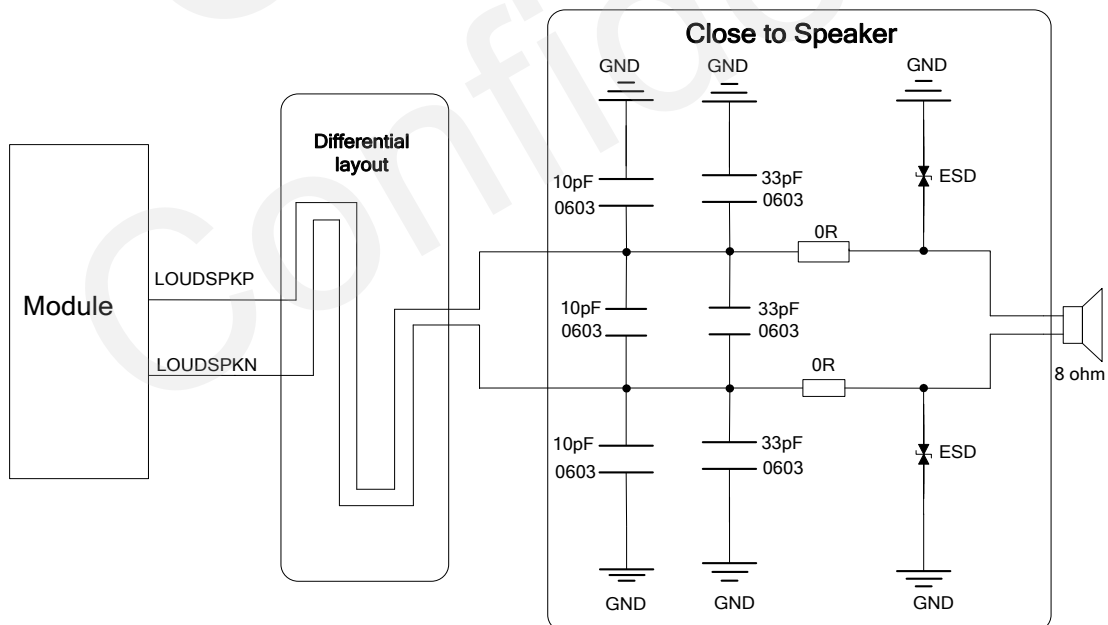 Close to Speaker
GND
GND
GND
Differential
layout
10pF
0603
33pF
0603
ESD
0R
LOUDSPKP
Module
10pF
0603
33pF
0603
LOUDSPKN
0R
8 ohm
10pF
0603
33pF
0603
ESD
GND
GND
GND
Confid